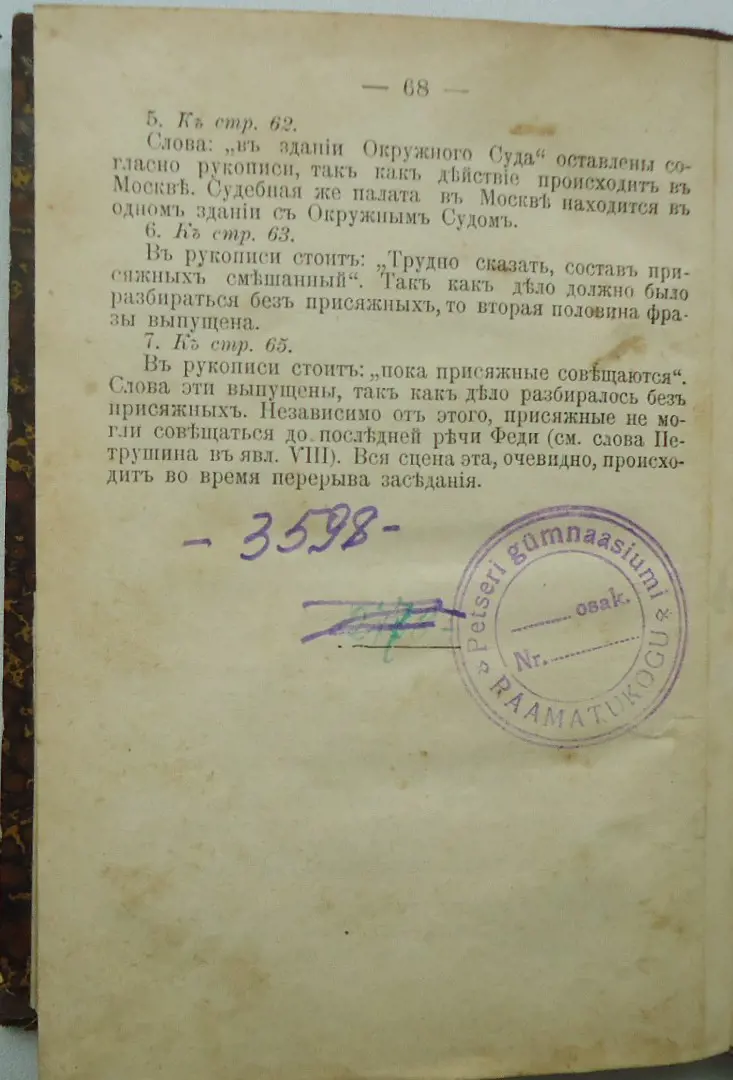 — 68 —
5. Къ стр. 62.
Слова: „въ зданіи Окружного Суда“ оставлены со-
гласно рукописи, такъ какъ дѣйствіе происходитъ въ
Москвѣ. Судебная же палата въ Москвѣ находится въ
одномъ зданіи съ Окружнымъ Судомъ.
6. Къ стр. 63.
Въ рукописи стоитъ: „Трудно сказать, составъ при-
сяжныхъ смѣшанный“. Такъ какъ дѣло должно было
разбираться безъ присяжныхъ, то вторая половина фра-
зы выпущена.
7. Къ стр. 65.
Въ рукописи стоитъ: „пока присяжные совѣщаются“.
Слова эти выпущены, такъ какъ дѣло разбиралось безъ
присяжныхъ. Независимо отъ этого, присяжные не мо-
гли совѣщаться до послѣдней рѣчи Феди (см. слова Пе-
трушина въ явл. VIII). Вся сцена эта, очевидно, происхо-
дитъ во время перерыва засѣданія.
- 3598 -
Petseri gümnaasiumi
osak.
Nr.
RAAMATUKOGU